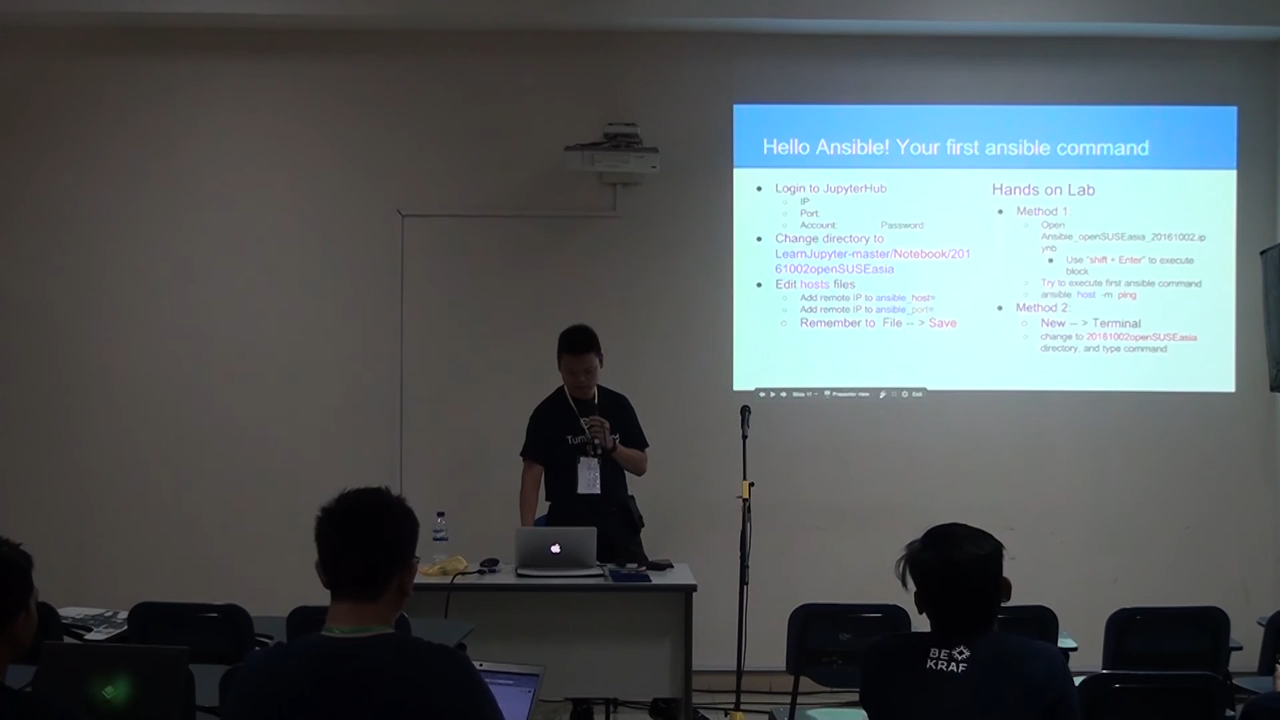 Hello Ansible! Your first ansible command
● Login to JupyterHub
○ IP
○ Port:
○ Account: Password
● Change directory to
LearnJupyter-master/Notebook/201
61002openSUSEasia
● Edit hosts files
○ Add remote IP to ansible_host=
○ Add remote IP to ansible_port=
○ Remember to File -- > Save
Hands on Lab
● Method 1:
○ Open
Ansible_openSUSEasia_20161002.ip
ynb
■ Use "shift + Enter" to execute
block
○ Try to execute first ansible command
○ ansible host -m ping
● Method 2:
○ New -- > Terminal
○ change to 20161002openSUSEasia
directory, and type command
Presenter view
Exit
BE
KRAF